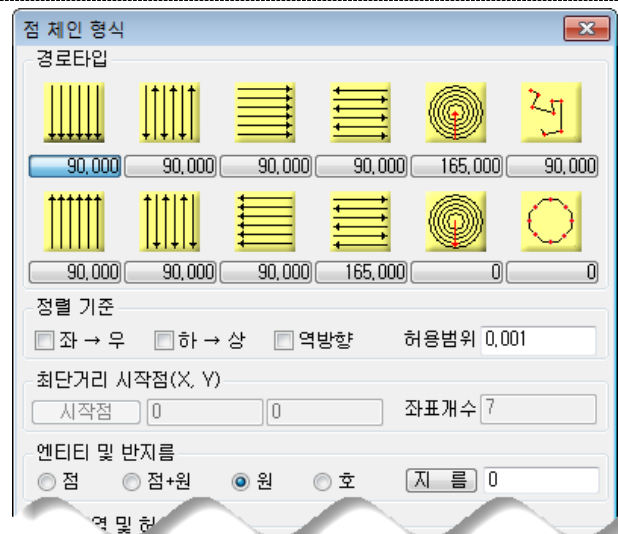 점 체인 형식
경로타입
90,000 90,000 90,000 90,000 165,000 90,000
90,000 90,000 90,000 165,000 0 0
정렬 기준
좌 → 우 하 → 상 역방향 허용범위 0,001
최단거리 시작점(X, Y)
시작점 0 0 좌표개수 7
엔티티 및 반지름
점 점+원 원 호 지 름 0
역 및 허